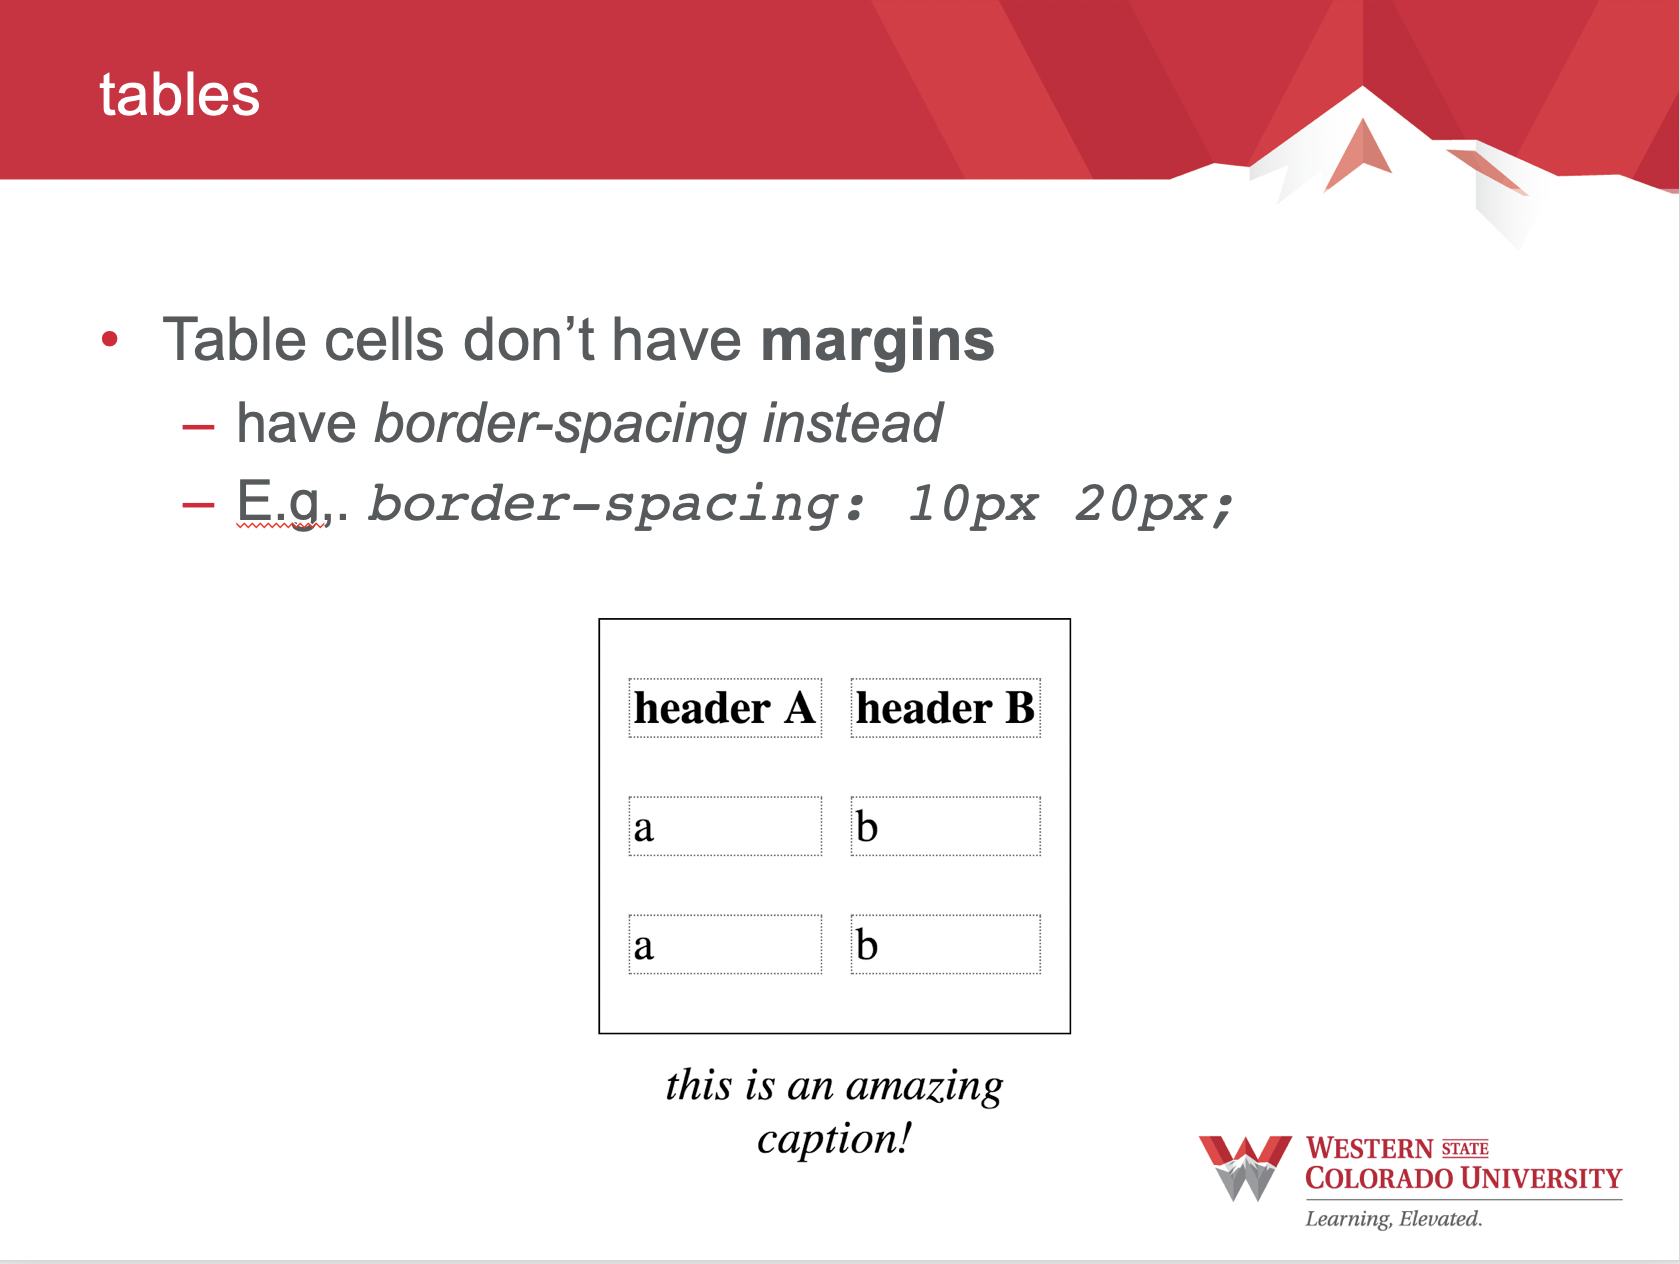 tables
• Table cells don’t have margins
– have border-spacing instead
– E.g,. border-spacing: 10px 20px;
header A header B
a b
a b
this is an amazing
caption!
WESTERN STATE
COLORADO UNIVERSITY
Learning, Elevated.